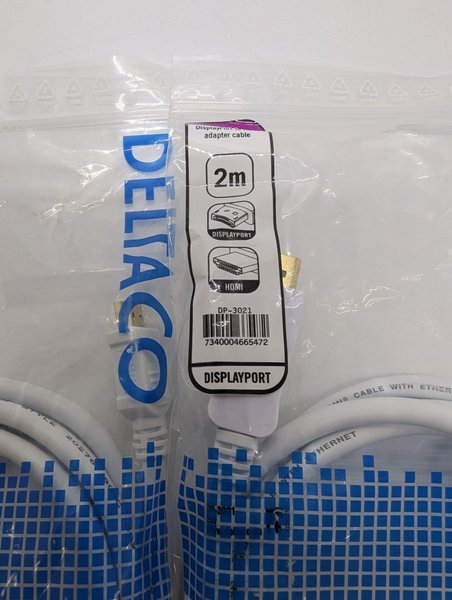 DELTACO
adapter cable
2m
DISPLAYPORT
HDMI
DP-3021
7340004665472
DISPLAYPORT
CABLE WITH ETHER
ETHERNET